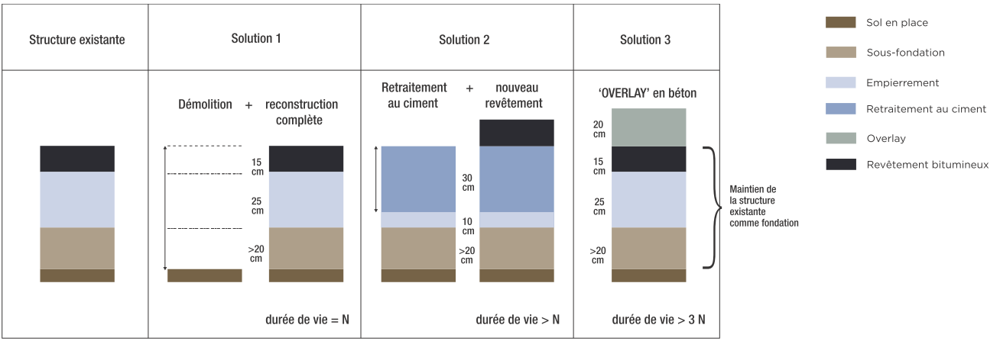 Structure existante
Solution 1
Solution 2
Solution 3
Démolition + reconstruction
complète
15
cm
25
cm
>20
cm
durée de vie = N
Retraitement + nouveau
au ciment revêtement
30
cm
10
cm
>20
cm
durée de vie > N
‘OVERLAY’ en béton
20
cm
15
cm
25
cm
>20
cm
Maintien de
la structure
existante
comme fondation
durée de vie > 3 N
Sol en place
Sous-fondation
Empierrement
Retraitement au ciment
Overlay
Revêtement bitumineux